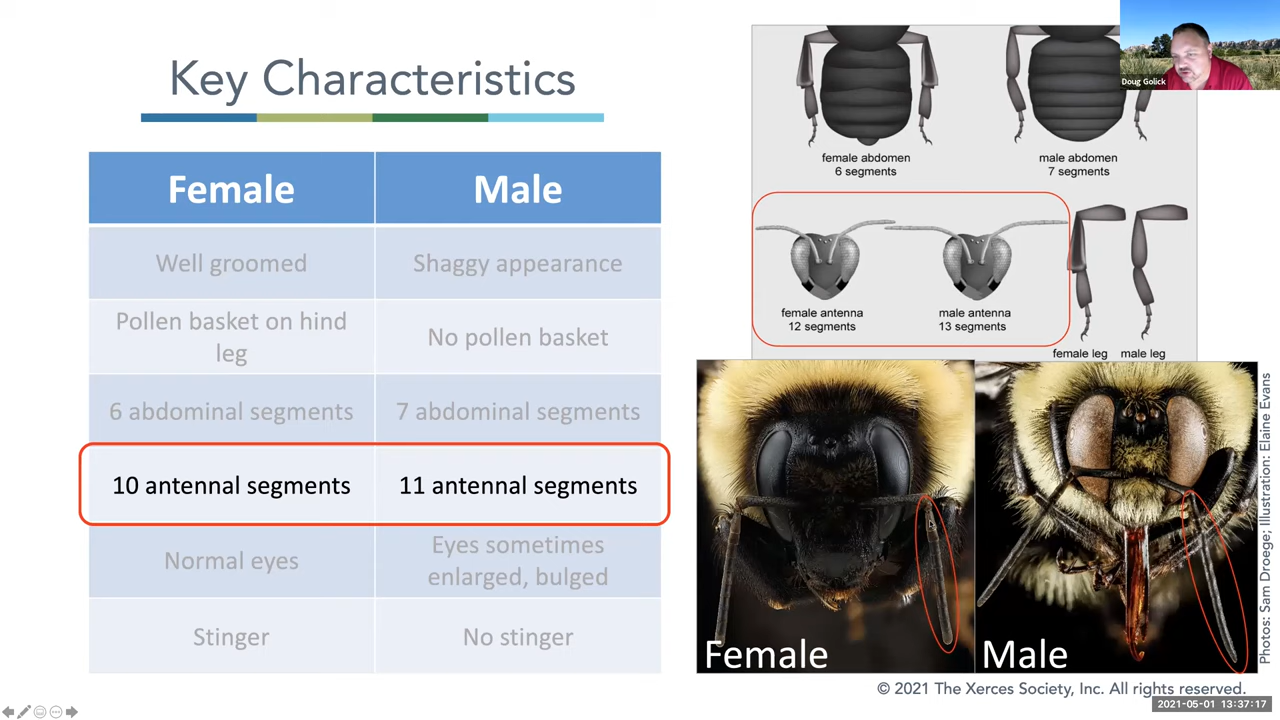 Key Characteristics
Female
Male
Well groomed
Shaggy appearance
Pollen basket on hind
leg
No pollen basket
6 abdominal segments
7 abdominal segments
10 antennal segments
11 antennal segments
Normal eyes
Eyes sometimes
enlarged, bulged
Stinger
No stinger
female abdomen
6 segments
male abdomen
7 segments
female antenna
12 segments
male antenna
13 segments
female leg
male leg
Female
Male
Photos: Sam Droege; Illustration: Elaine Evans
© 2021 The Xerces Society, Inc. All rights reserved.
Doug Golick
2021-05-01 13:37:17